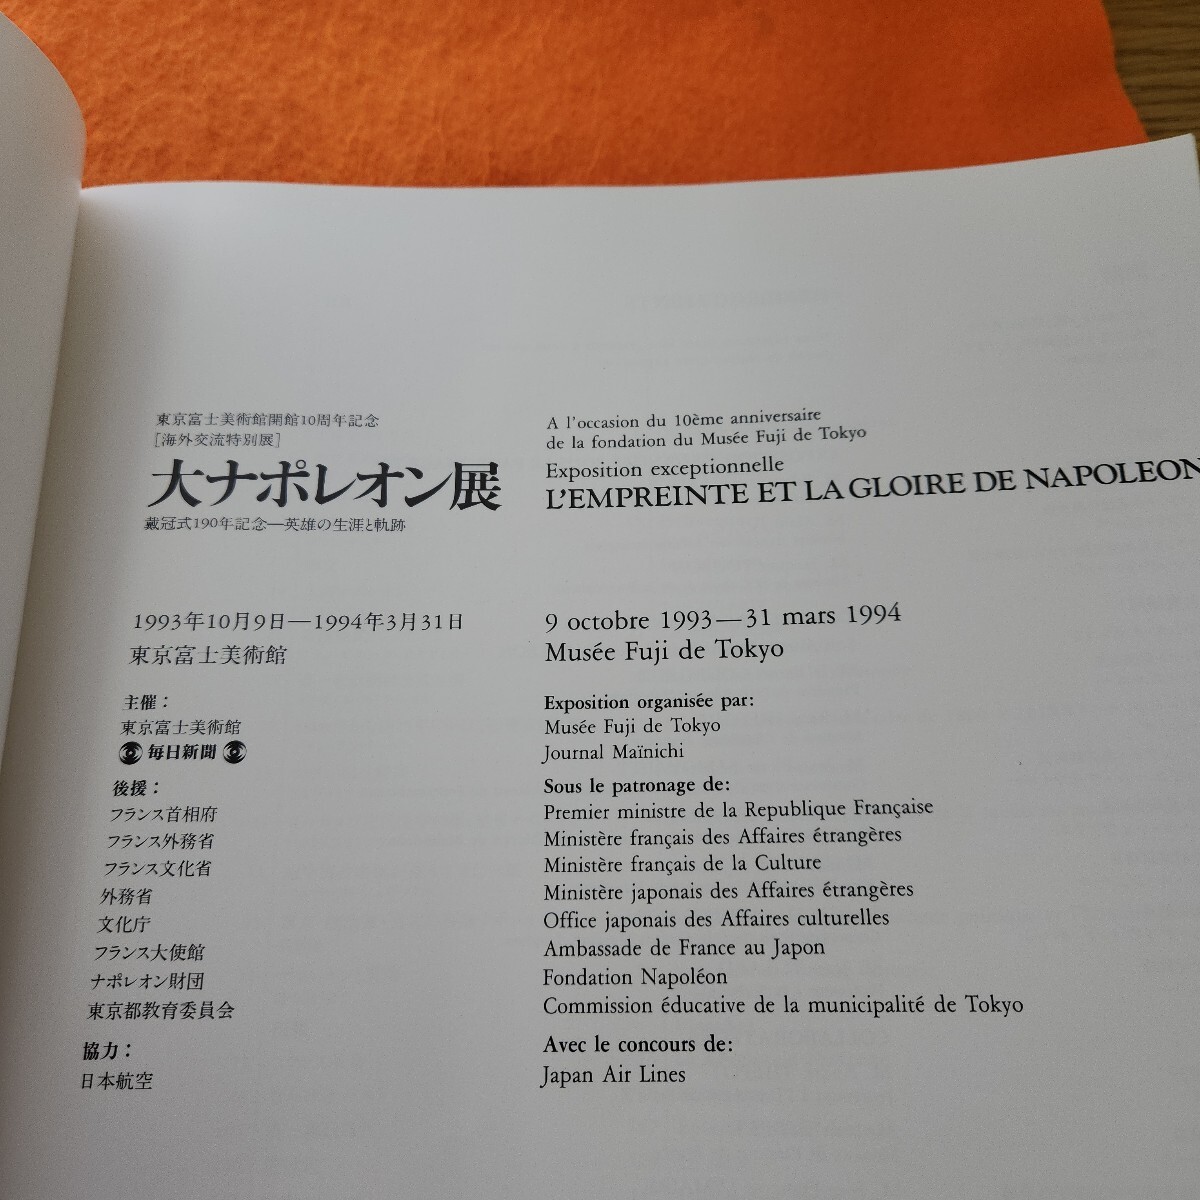 東京富士美術館開館10周年記念
[海外交流特別展]
大ナポレオン展
戴冠式190年記念―英雄の生涯と軌跡
1993年10月9日―1994年3月31日
東京富士美術館
主催：
東京富士美術館
毎日新聞
後援：
フランス首相府
フランス外務省
フランス文化省
外務省
文化庁
フランス大使館
ナポレオン財団
東京都教育委員会
協力：
日本航空
A l'occasion du 10ème anniversaire
de la fondation du Musée Fuji de Tokyo
Exposition exceptionnelle
L'EMPREINTE ET LA GLOIRE DE NAPOLEON
9 octobre 1993—31 mars 1994
Musée Fuji de Tokyo
Exposition organisée par:
Musée Fuji de Tokyo
Journal Maïnichi
Sous le patronage de:
Premier ministre de la Republique Française
Ministère français des Affaires étrangères
Ministère français de la Culture
Ministère japonais des Affaires étrangères
Office japonais des Affaires culturelles
Ambassade de France au Japon
Fondation Napoléon
Commission éducative de la municipalité de Tokyo
Avec le concours de:
Japan Air Lines